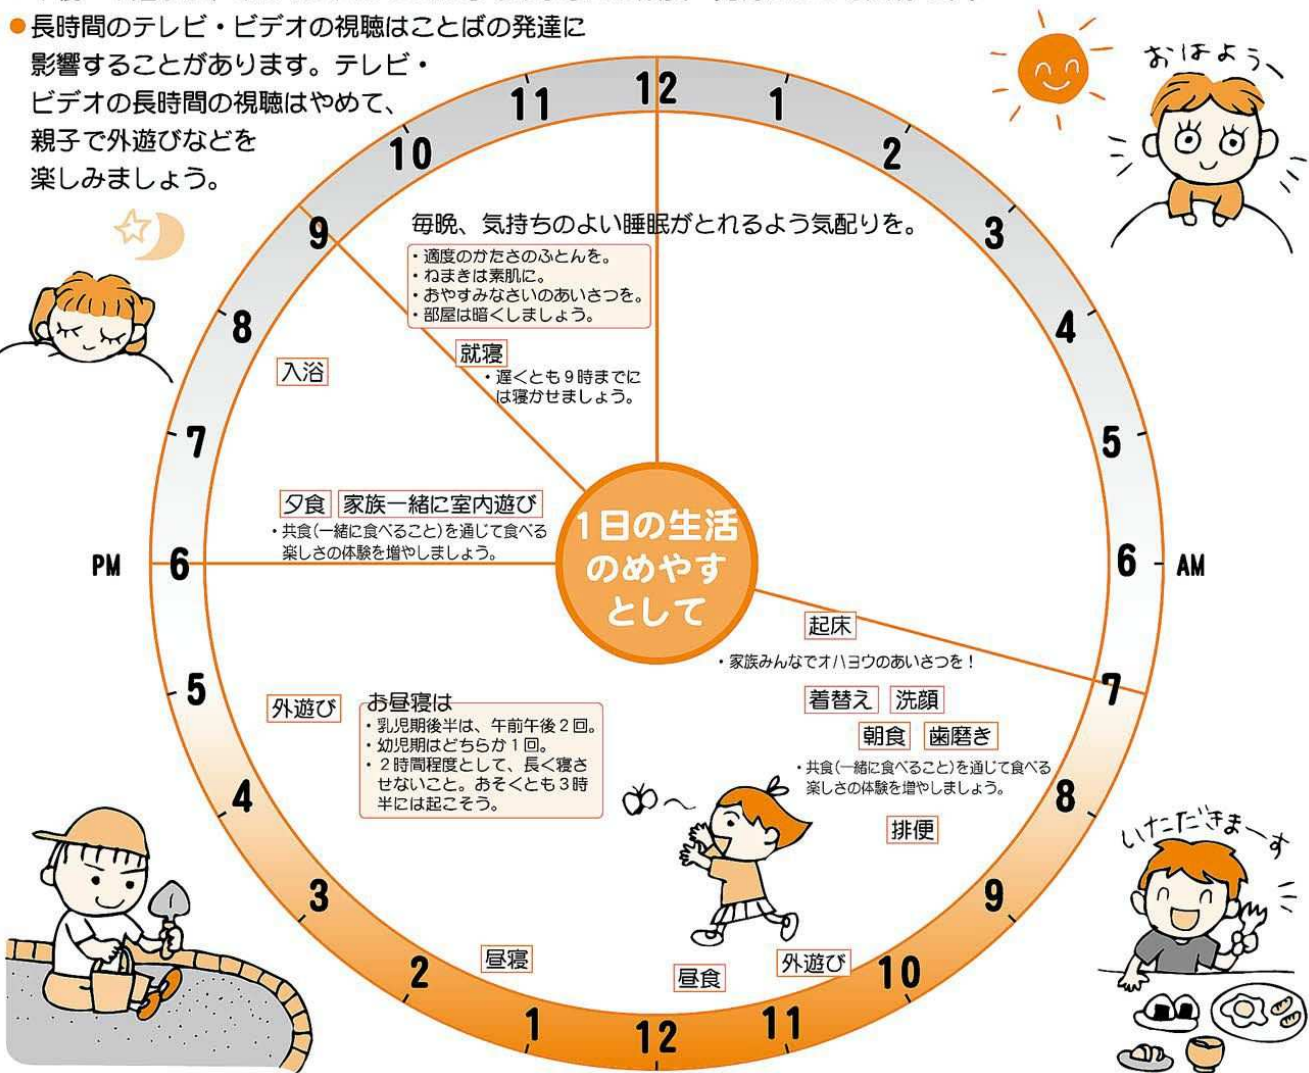 ●長時間のテレビ・ビデオの視聴はことばの発達に
影響することがあります。テレビ・
ビデオの長時間の視聴はやめて、
親子で外遊びなどを
楽しみましょう。
おはよう
12
1
2
3
4
5
6
AM
7
8
9
10
11
12
1
2
3
4
5
6
PM
7
8
9
10
11
毎晩、気持ちのよい睡眠がとれるよう気配りを。
・適度のかたさのふとんを。
・ねまきは素肌に。
・おやすみなさいのあいさつを。
・部屋は暗くしましょう。
就寝
・遅くとも9時までに
は寝かせましょう。
入浴
夕食 家族一緒に室内遊び
・共食(一緒に食べること)を通じて食べる
楽しさの体験を増やしましょう。
1日の生活
のめやす
として
起床
・家族みんなでオハヨウのあいさつを！
着替え 洗顔
朝食 歯磨き
・共食(一緒に食べること)を通じて食べる
楽しさの体験を増やしましょう。
排便
外遊び
お昼寝は
・乳児期後半は、午前午後2回。
・幼児期はどちらか1回。
・2時間程度として、長く寝さ
せないこと。おそくとも3時
半には起こそう。
昼寝
昼食
外遊び
いただきまーす